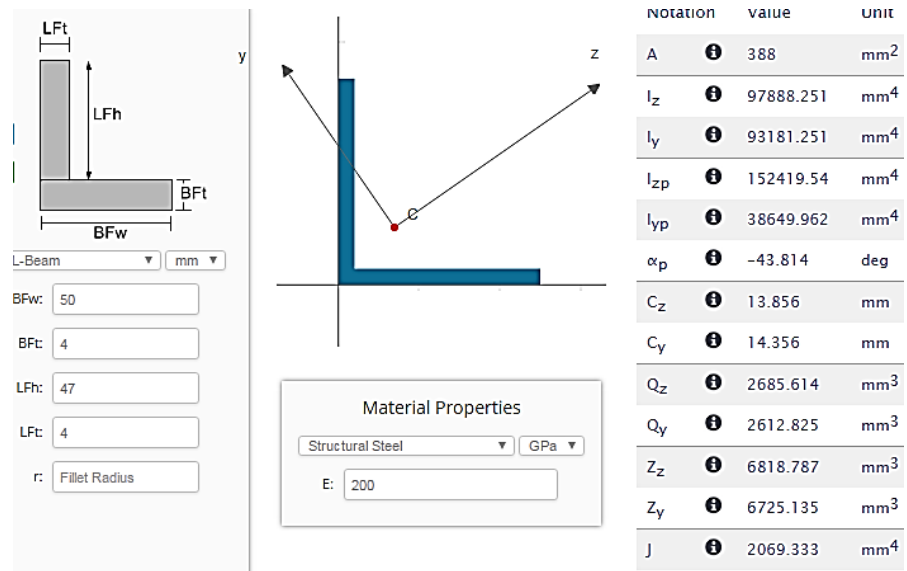 LFt
LFh
BFt
BFw
L-Beam
mm
BFw: 50
BFt: 4
LFh: 47
LFt: 4
r: Fillet Radius
y
z
C
Material Properties
Structural Steel
GPa
E: 200
Notation Value Unit
A 388 mm2
Iz 97888.251 mm4
Iy 93181.251 mm4
Izp 152419.54 mm4
Iyp 38649.962 mm4
αp -43.814 deg
Cz 13.856 mm
Cy 14.356 mm
Qz 2685.614 mm3
Qy 2612.825 mm3
Zz 6818.787 mm3
Zy 6725.135 mm3
J 2069.333 mm4